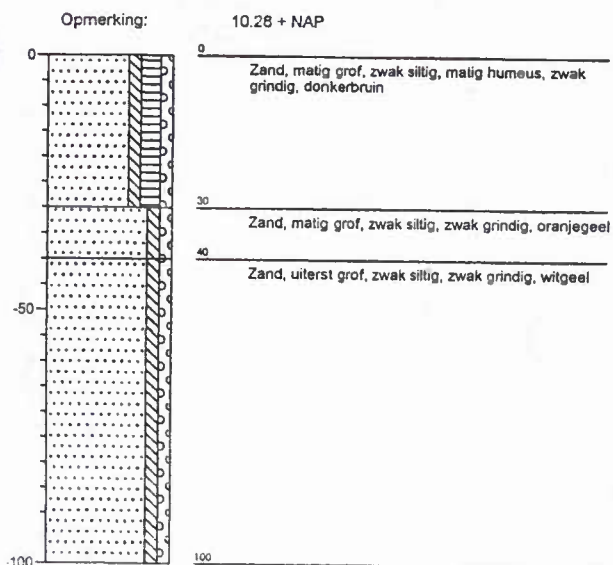 Opmerking: 10.28 + NAP
0
0
Zand, matig grof, zwak siltig, matig humeus, zwak
grindig, donkerbruin
30
Zand, matig grof, zwak siltig, zwak grindig, oranjegeel
40
Zand, uiterst grof, zwak siltig, zwak grindig, witgeel
-50
-100
100